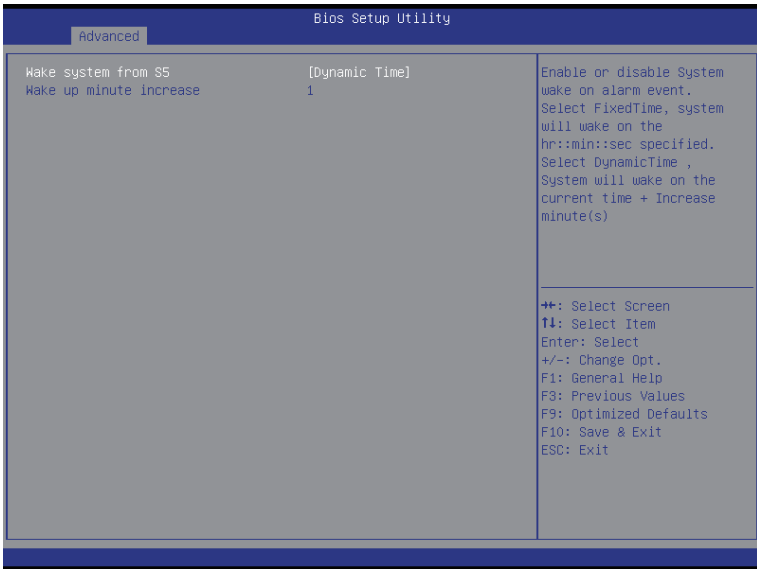 Bios Setup Utility
Advanced
Wake system from S5 [Dynamic Time]
Wake up minute increase 1
Enable or disable System
wake on alarm event.
Select FixedTime, system
will wake on the
hr::min::sec specified.
Select DynamicTime ,
System will wake on the
current time + Increase
minute(s)
→←: Select Screen
↑↓: Select Item
Enter: Select
+/-: Change Opt.
F1: General Help
F3: Previous Values
F9: Optimized Defaults
F10: Save & Exit
ESC: Exit